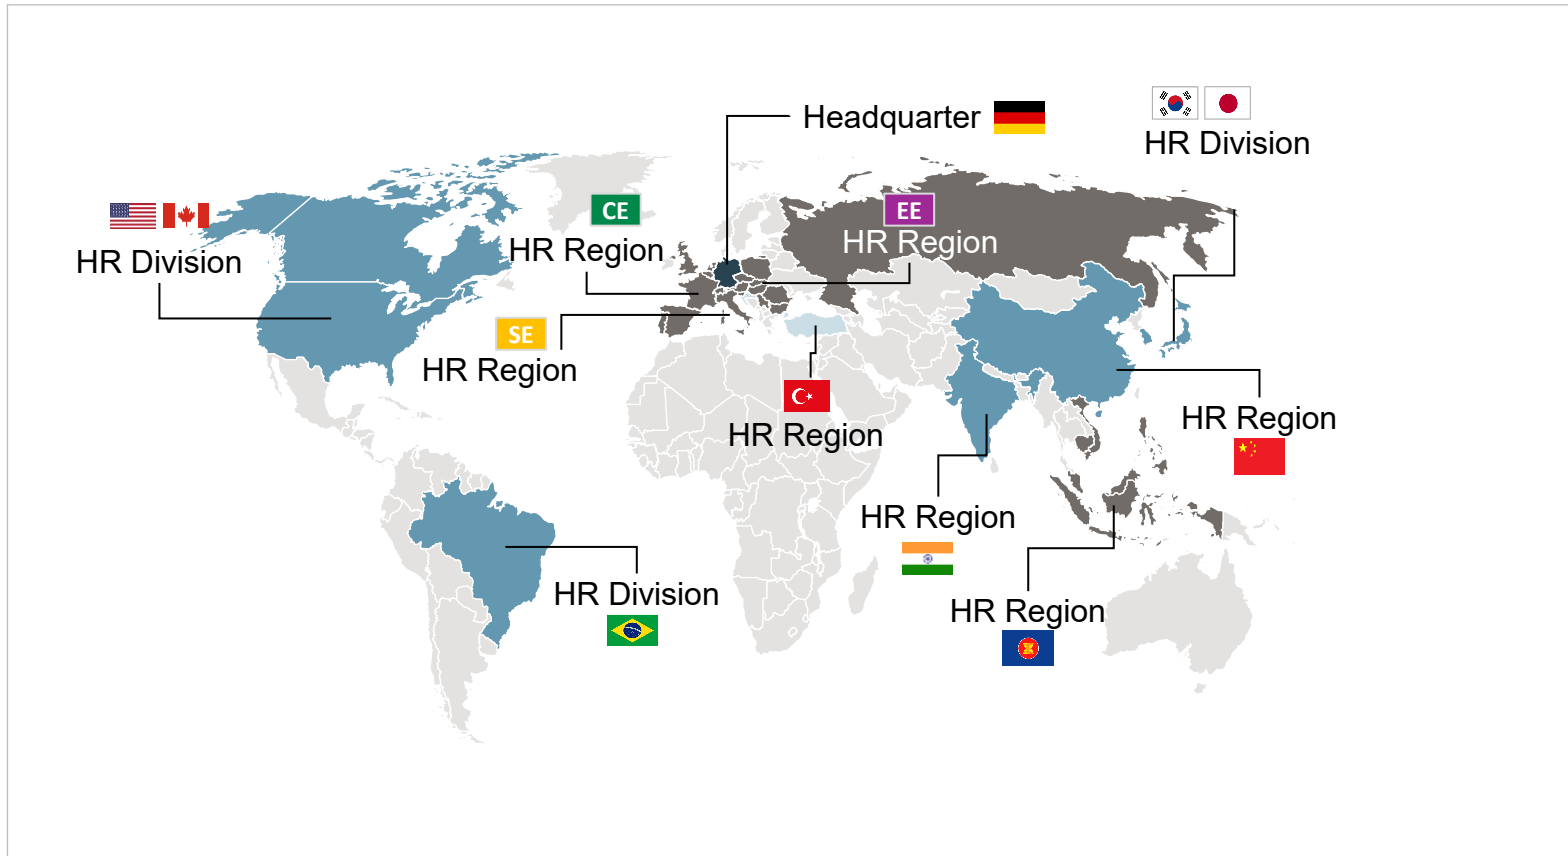 Headquarter
HR Division
CE
HR Region
EE
HR Region
HR Division
SE
HR Region
HR Region
HR Region
HR Region
HR Division
HR Region